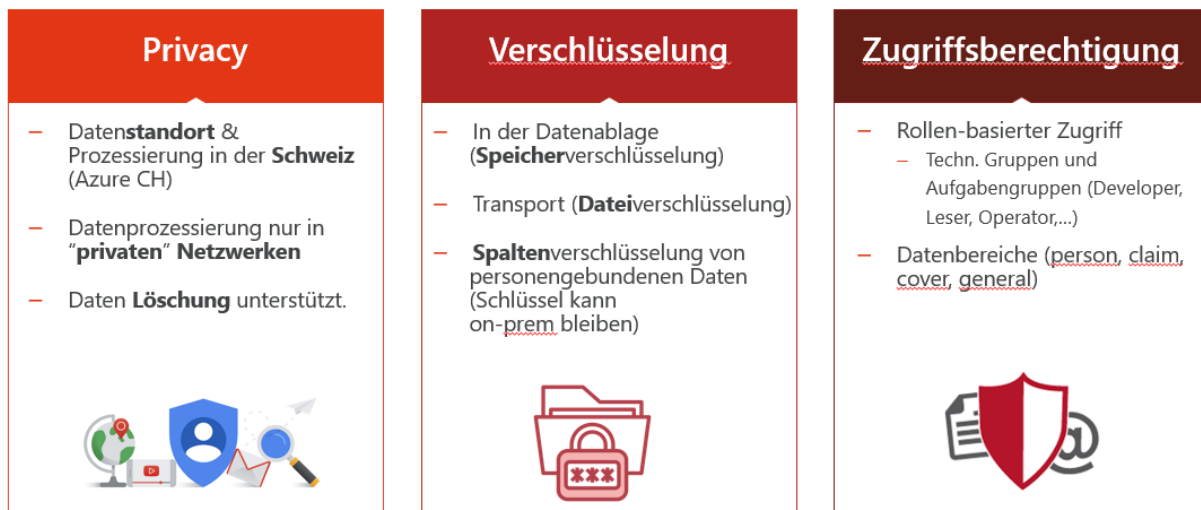 Privacy
– Datenstandort &
Prozessierung in der Schweiz
(Azure CH)
– Datenprozessierung nur in
“privaten” Netzwerken
– Daten Löschung unterstützt.
Verschlüsselung
– In der Datenablage
(Speicherverschlüsselung)
– Transport (Dateiverschlüsselung)
– Spaltenverschlüsselung von
personengebundenen Daten
(Schlüssel kann
on-prem bleiben)
***
Zugriffsberechtigung
– Rollen-basierter Zugriff
– Techn. Gruppen und
Aufgabengruppen (Developer,
Leser, Operator,...)
– Datenbereiche (person, claim,
cover, general)
@